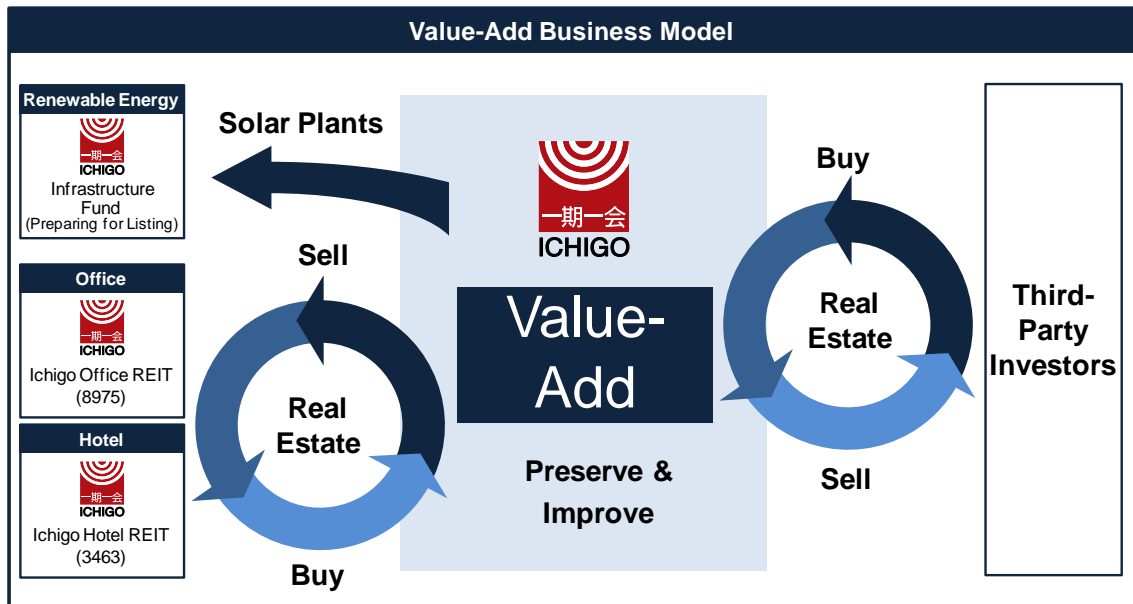 Value-Add Business Model
Renewable Energy
一期一会
ICHIGO
Infrastructure
Fund
(Preparing for Listing)
Office
一期一会
ICHIGO
Ichigo Office REIT
(8975)
Hotel
一期一会
ICHIGO
Ichigo Hotel REIT
(3463)
Solar Plants
Sell
Real
Estate
Buy
一期一会
ICHIGO
Value-
Add
Preserve &
Improve
Buy
Real
Estate
Sell
Third-
Party
Investors